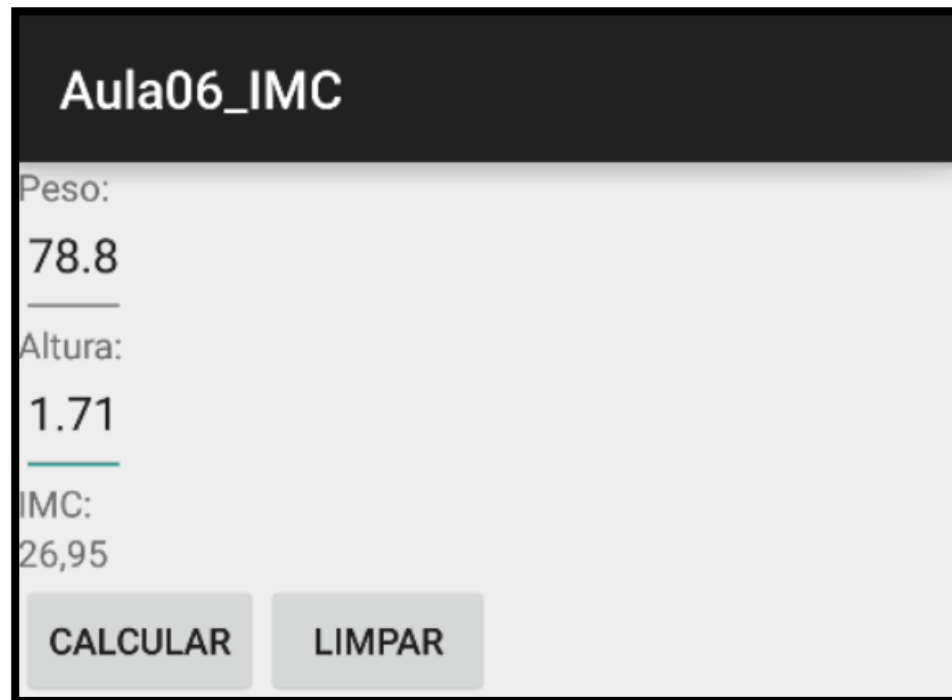 Aula06_IMC
Peso:
78.8
Altura:
1.71
IMC:
26,95
CALCULAR LIMPAR